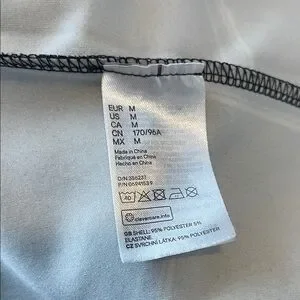 EUR M
US M
CA M
CN 170/96A
MX M
Made in China
Fabriqué en Chine
Hecho en China
clevercare.info
GB SHELL: 95% POLYESTER 5%
ELASTANE.
CZ SVRCHNÍ LÁTKA: 95% POLYESTER